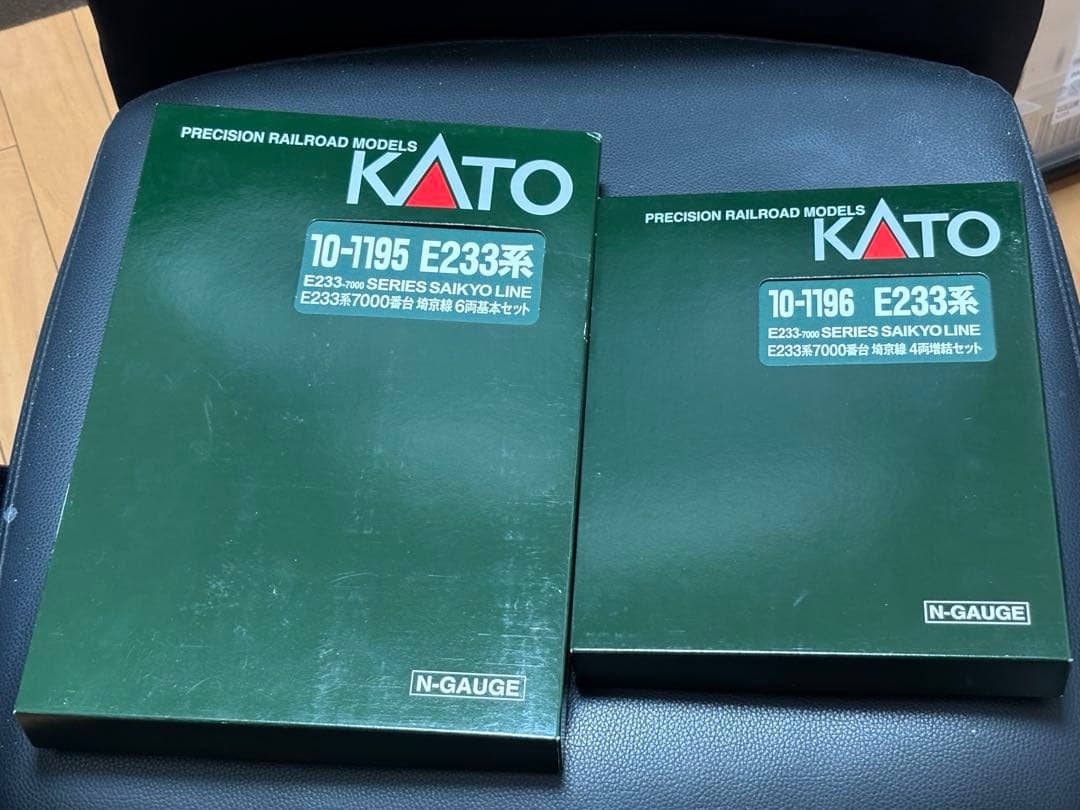 PRECISION RAILROAD MODELS
KATO
10-1195 E233系
E233-7000 SERIES SAIKYO LINE
E233系7000番台 埼京線 6両基本セット
N-GAUGE
PRECISION RAILROAD MODELS
KATO
10-1196 E233系
E233-7000 SERIES SAIKYO LINE
E233系7000番台 埼京線 4両増結セット
N-GAUGE